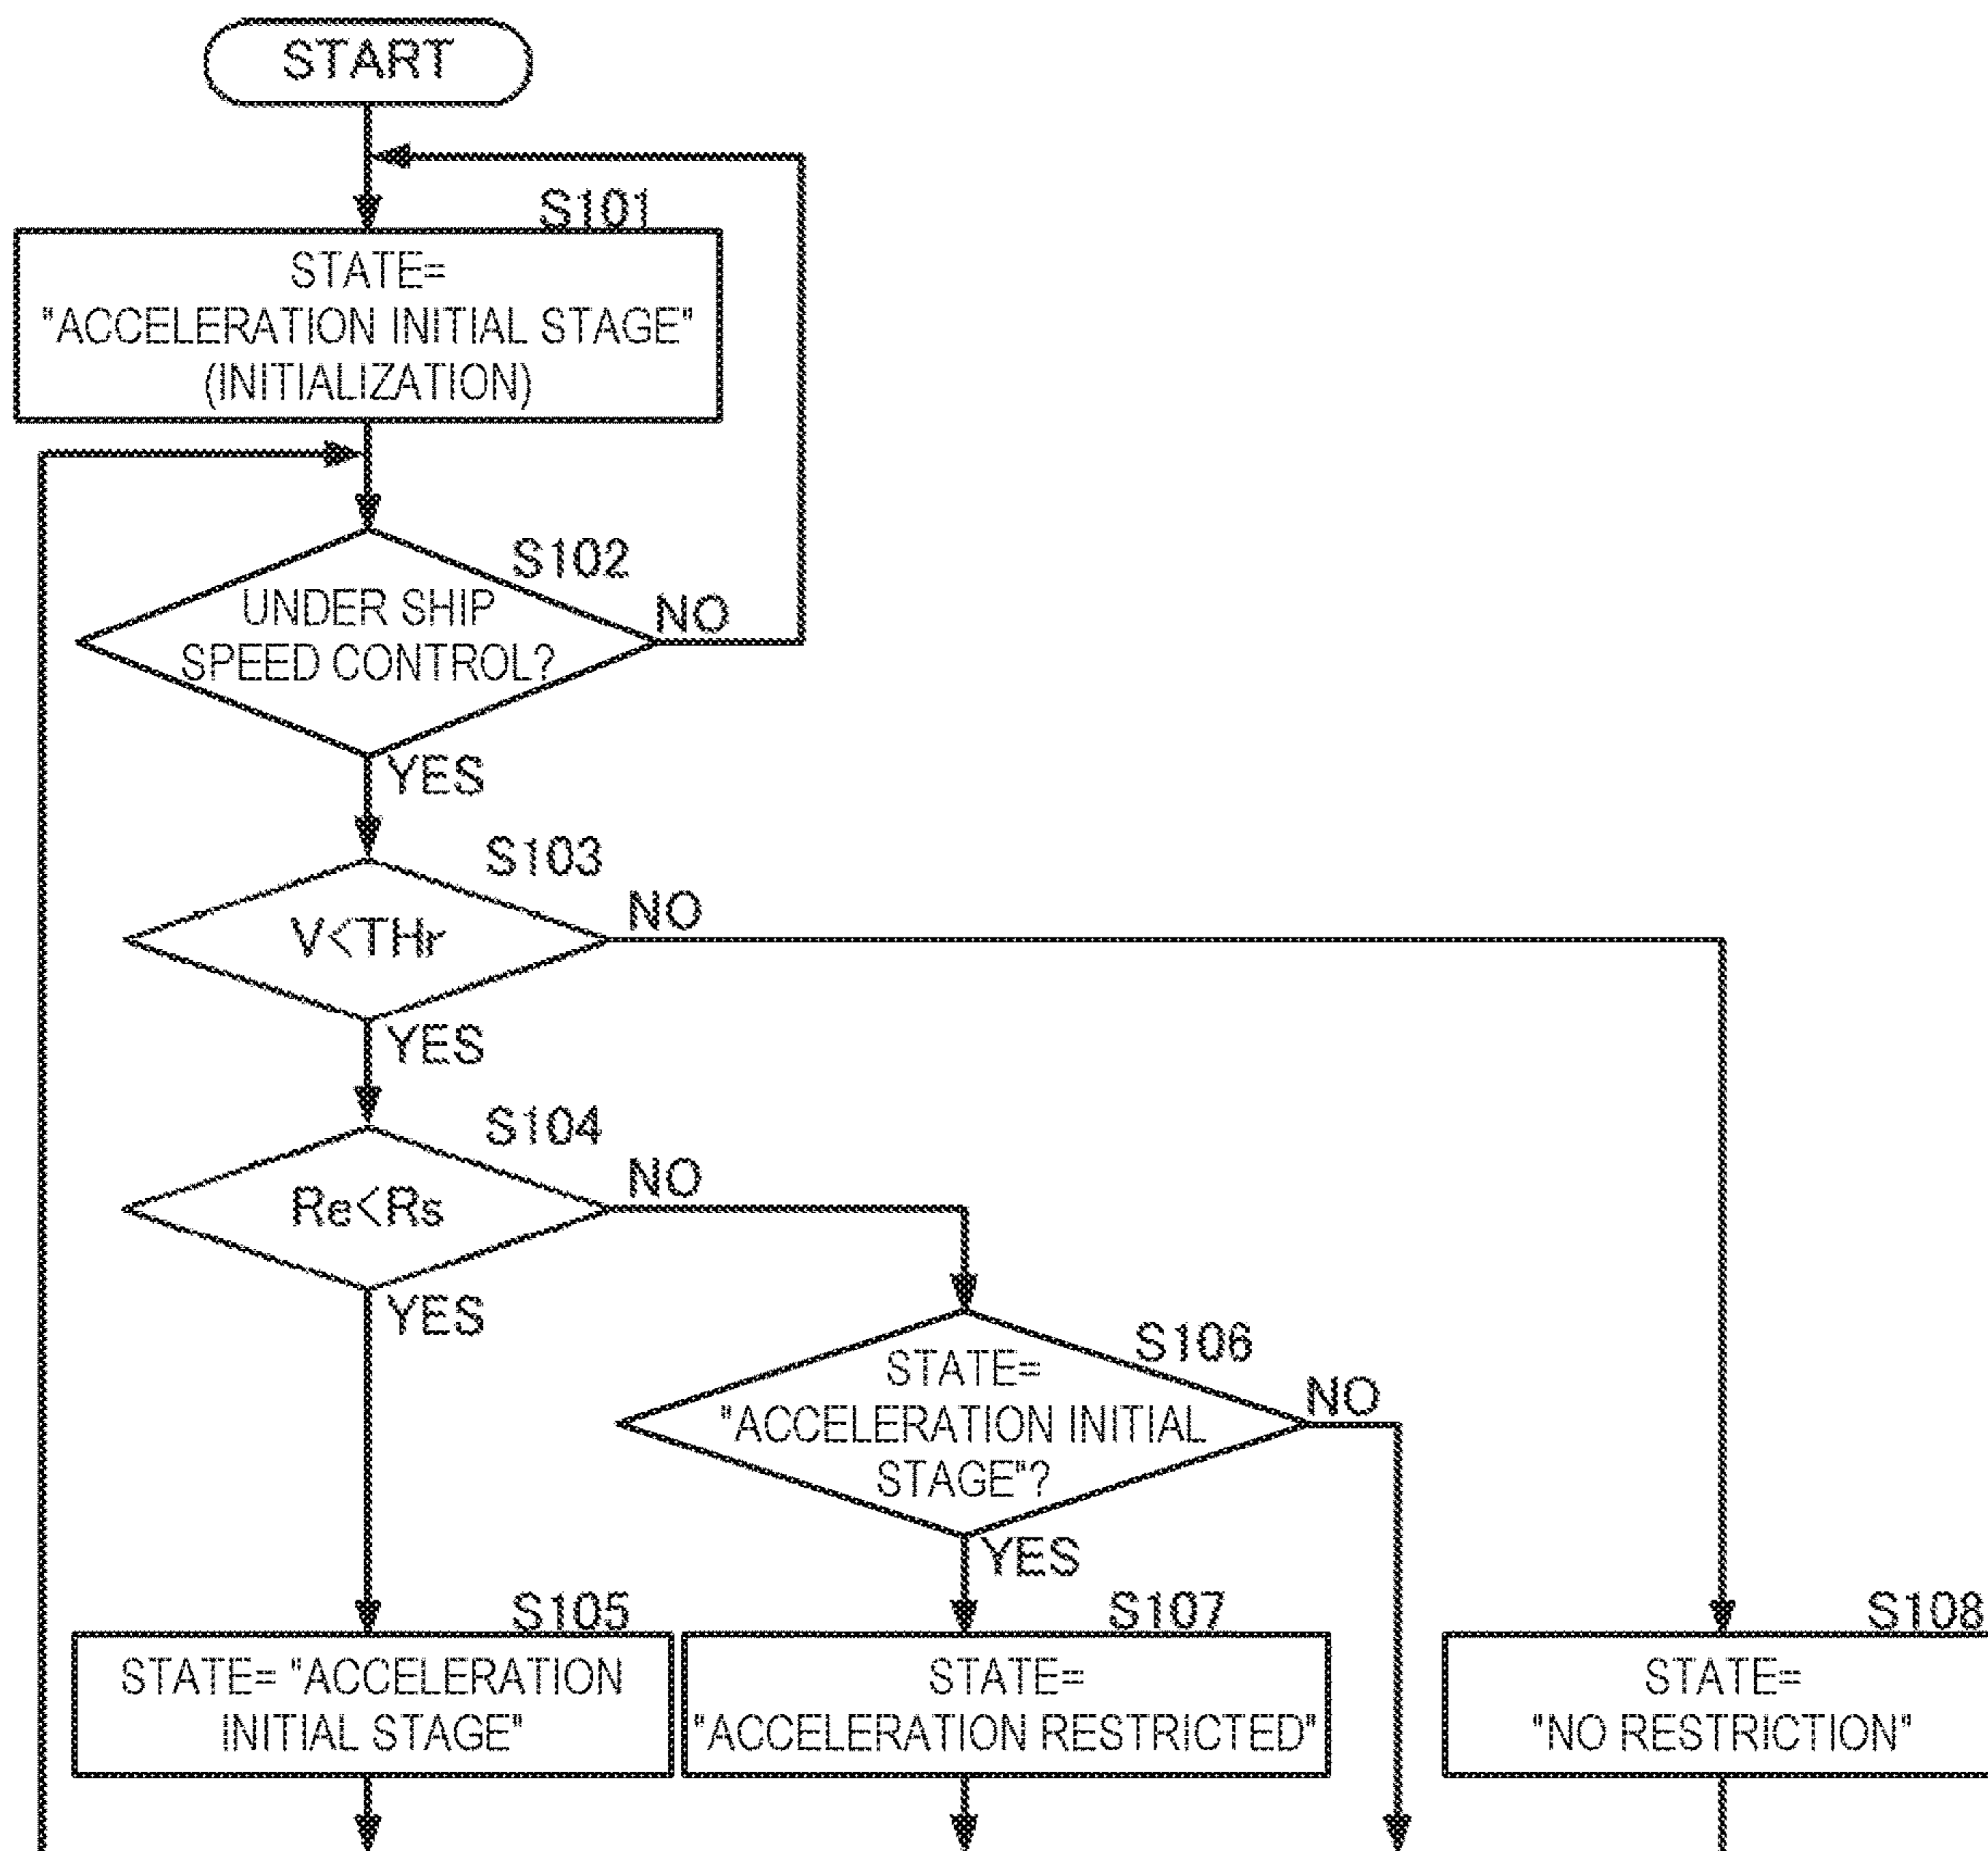 START
S101
STATE=
"ACCELERATION INITIAL STAGE"
(INITIALIZATION)
S102
UNDER SHIP
SPEED CONTROL?
NO
YES
S103
V<THr
NO
YES
S104
Re<Rs
NO
YES
S106
STATE=
"ACCELERATION INITIAL
STAGE"?
NO
YES
S105
STATE= "ACCELERATION
INITIAL STAGE"
S107
STATE=
"ACCELERATION RESTRICTED"
S108
STATE=
"NO RESTRICTION"